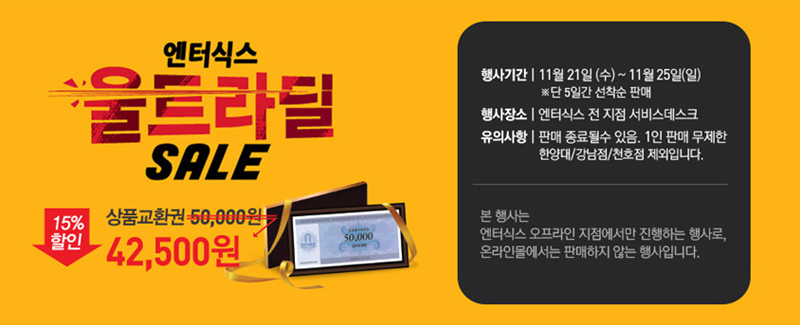 엔터식스
울트라딜
SALE
15%
할인
상품교환권 50,000원
42,500원
50,000
행사기간 | 11월 21일 (수) ~ 11월 25일(일)
※단 5일간 선착순 판매
행사장소 | 엔터식스 전 지점 서비스데스크
유의사항 | 판매 종료될수 있음. 1인 판매 무제한
한양대/강남점/천호점 제외입니다.
본 행사는
엔터식스 오프라인 지점에서만 진행하는 행사로,
온라인몰에서는 판매하지 않는 행사입니다.